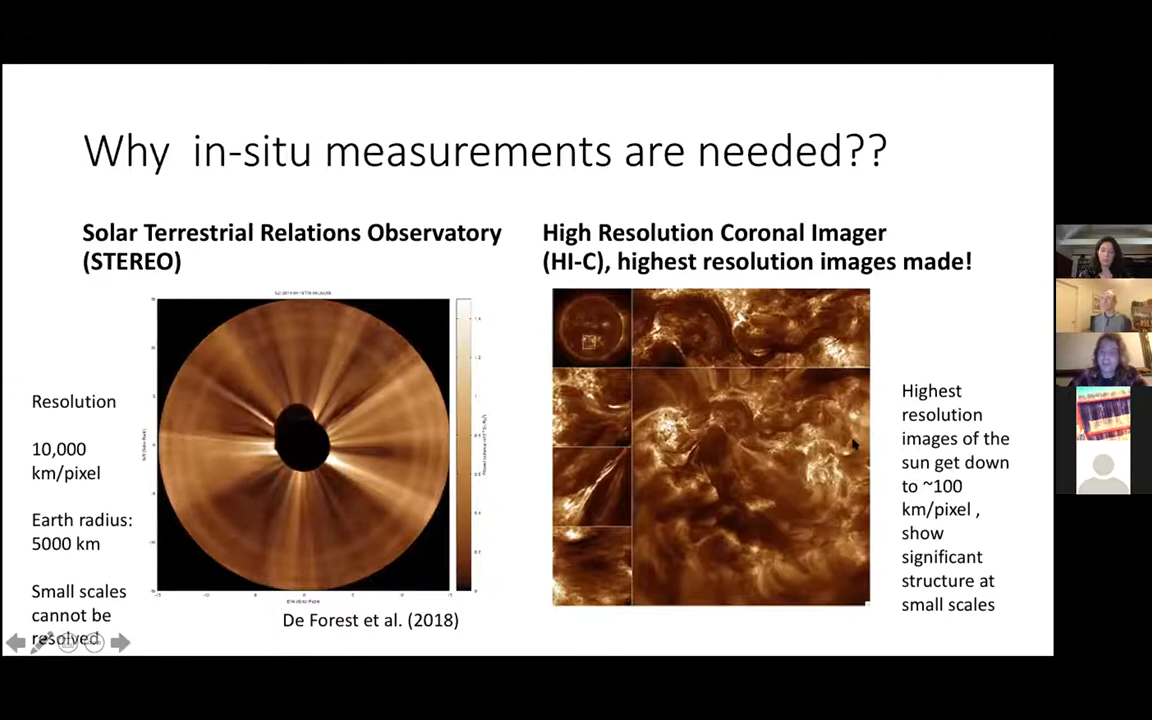 Why in-situ measurements are needed??
Solar Terrestrial Relations Observatory
(STEREO)
Resolution
10,000
km/pixel
Earth radius:
5000 km
Small scales
cannot be
resolved
De Forest et al. (2018)
High Resolution Coronal Imager
(HI-C), highest resolution images made!
Highest
resolution
images of the
sun get down
to ~100
km/pixel ,
show
significant
structure at
small scales